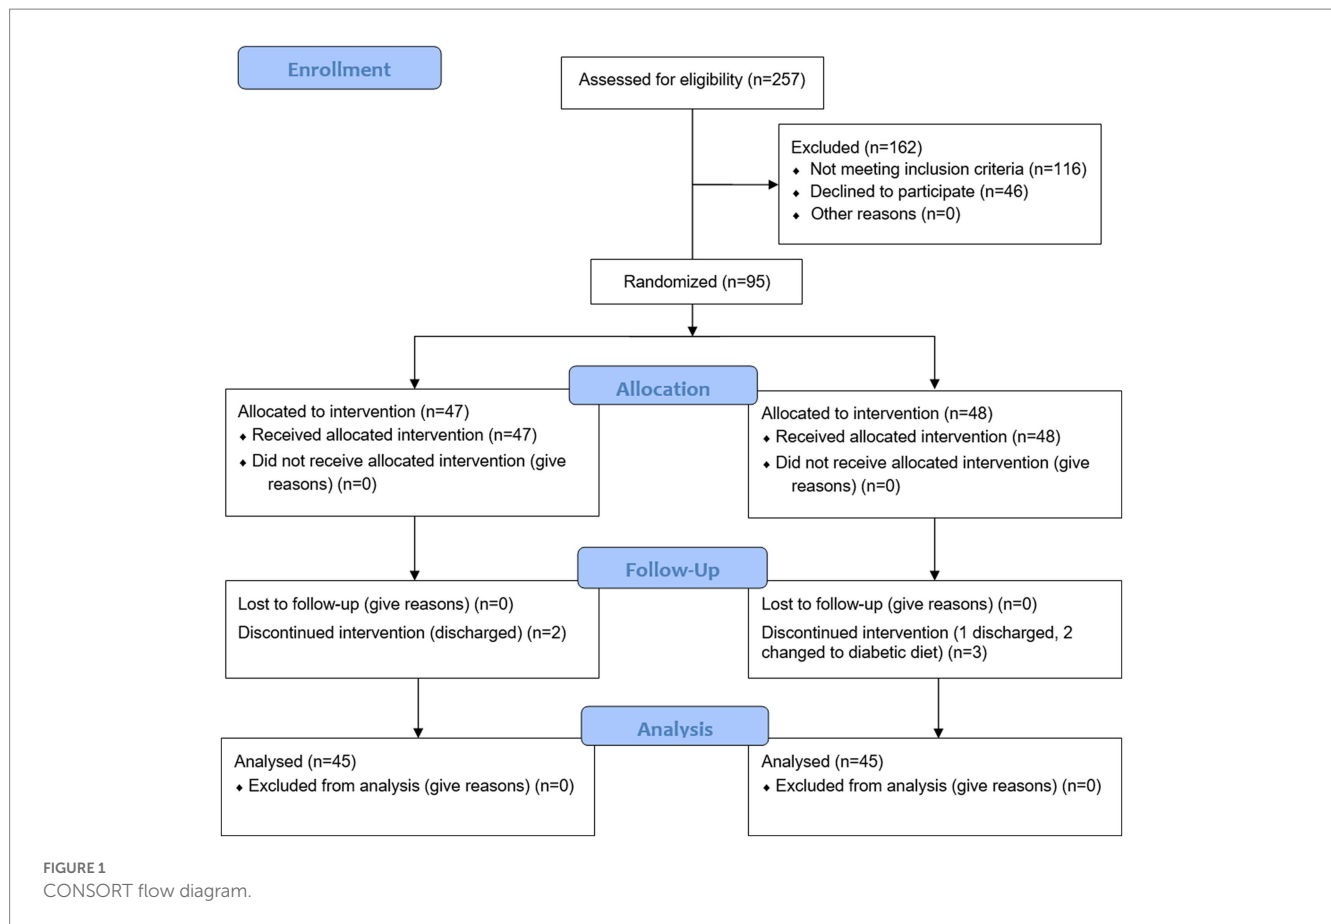 Enrollment
Assessed for eligibility (n=257)
Excluded (n=162)
⬥ Not meeting inclusion criteria (n=116)
⬥ Declined to participate (n=46)
⬥ Other reasons (n=0)
Randomized (n=95)
Allocation
Allocated to intervention (n=47)
⬥ Received allocated intervention (n=47)
⬥ Did not receive allocated intervention (give
reasons) (n=0)
Allocated to intervention (n=48)
⬥ Received allocated intervention (n=48)
⬥ Did not receive allocated intervention (give
reasons) (n=0)
Follow-Up
Lost to follow-up (give reasons) (n=0)
Discontinued intervention (discharged) (n=2)
Lost to follow-up (give reasons) (n=0)
Discontinued intervention (1 discharged, 2
changed to diabetic diet) (n=3)
Analysis
Analysed (n=45)
⬥ Excluded from analysis (give reasons) (n=0)
Analysed (n=45)
⬥ Excluded from analysis (give reasons) (n=0)
FIGURE 1
CONSORT flow diagram.